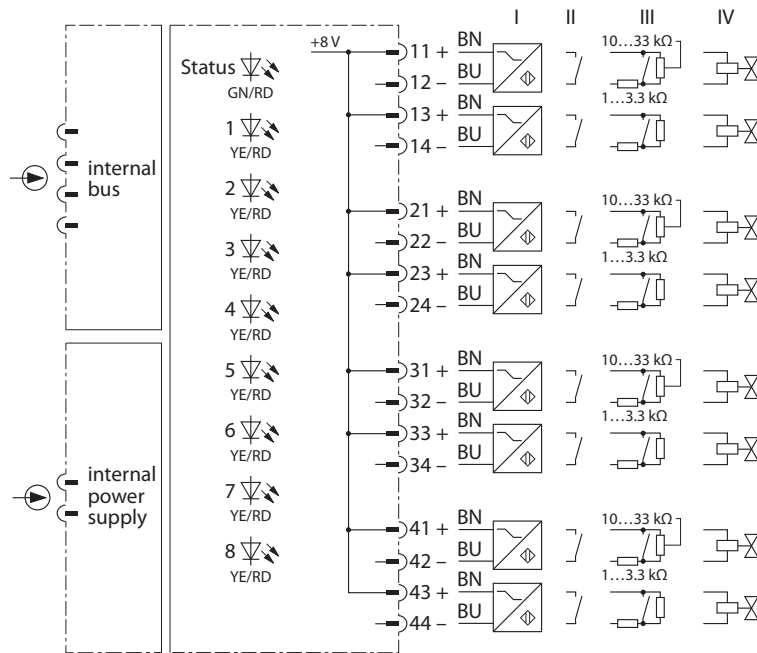 I II III IV
+8 V
11 + BN
10…33 kΩ
Status
GN/RD
12 – BU
1…3.3 kΩ
13 + BN
1
YE/RD
14 – BU
internal
bus
2
YE/RD
21 + BN
10…33 kΩ
22 – BU
1…3.3 kΩ
3
YE/RD
23 + BN
24 – BU
4
YE/RD
31 + BN
10…33 kΩ
5
YE/RD
32 – BU
1…3.3 kΩ
33 + BN
6
YE/RD
34 – BU
internal
power
supply
7
YE/RD
41 + BN
10…33 kΩ
42 – BU
1…3.3 kΩ
8
YE/RD
43 + BN
44 – BU